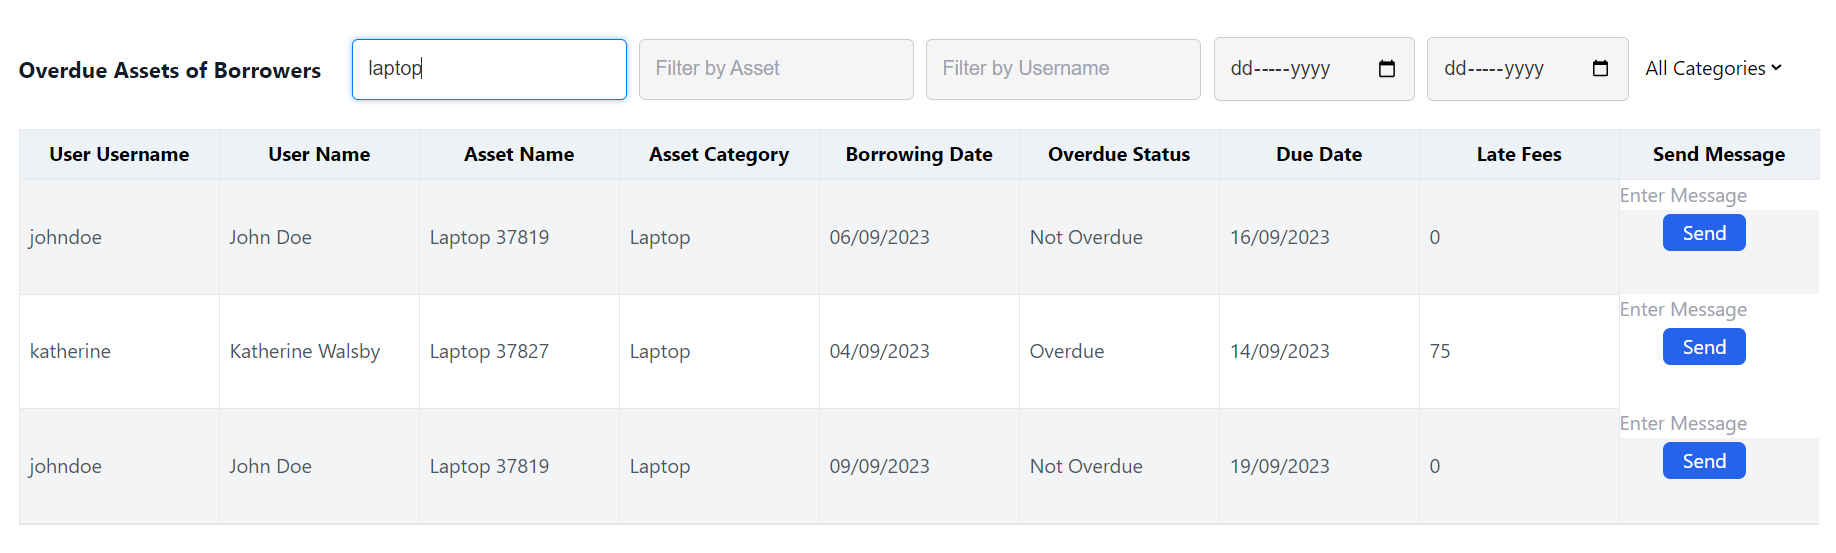 Overdue Assets of Borrowers laptop Filter by Asset Filter by Username dd-----yyyy dd-----yyyy All Categories
User Username User Name Asset Name Asset Category Borrowing Date Overdue Status Due Date Late Fees Send Message
Enter Message
johndoe John Doe Laptop 37819 Laptop 06/09/2023 Not Overdue 16/09/2023 0 Send
Enter Message
katherine Katherine Walsby Laptop 37827 Laptop 04/09/2023 Overdue 14/09/2023 75 Send
Enter Message
johndoe John Doe Laptop 37819 Laptop 09/09/2023 Not Overdue 19/09/2023 0 Send